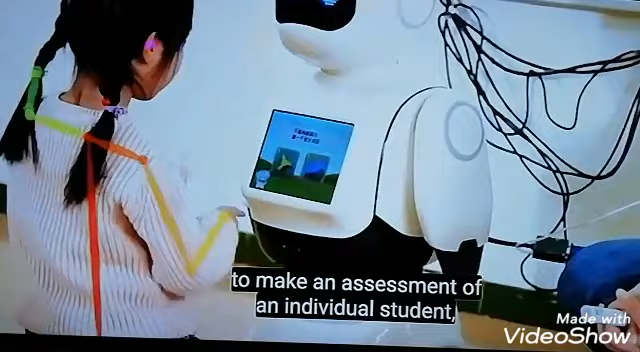 to make an assessment of
an individual student,
Made with
VideoShow